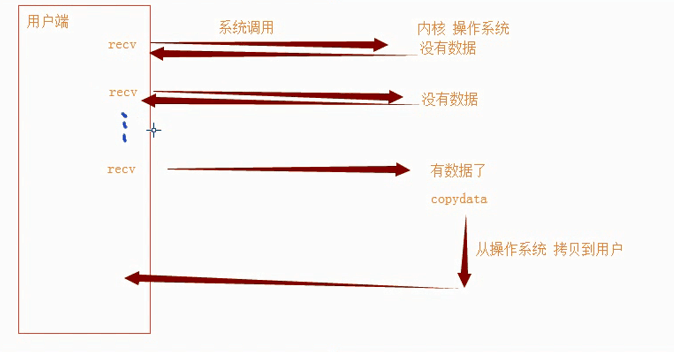 用户端
系统调用
内核 操作系统
recv
没有数据
recv
没有数据
recv
有数据了
copydata
从操作系统 拷贝到用户